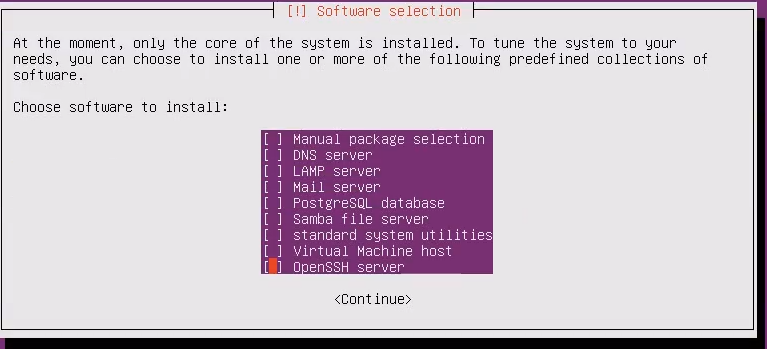 [!] Software selection
At the moment, only the core of the system is installed. To tune the system to your
needs, you can choose to install one or more of the following predefined collections of
software.
Choose software to install:
[ ] Manual package selection
[ ] DNS server
[ ] LAMP server
[ ] Mail server
[ ] PostgreSQL database
[ ] Samba file server
[ ] standard system utilities
[ ] Virtual Machine host
[ ] OpenSSH server
<Continue>